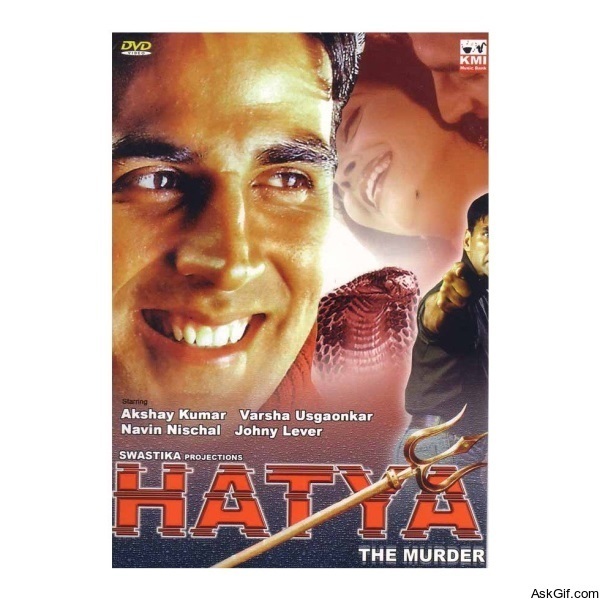 DVD
VIDEO
KMI
Music Bank
Starring
Akshay Kumar Varsha Usgaonkar
Navin Nischal Johny Lever
SWASTIKA PROJECTIONS
HATYA
THE MURDER
AskGif.com